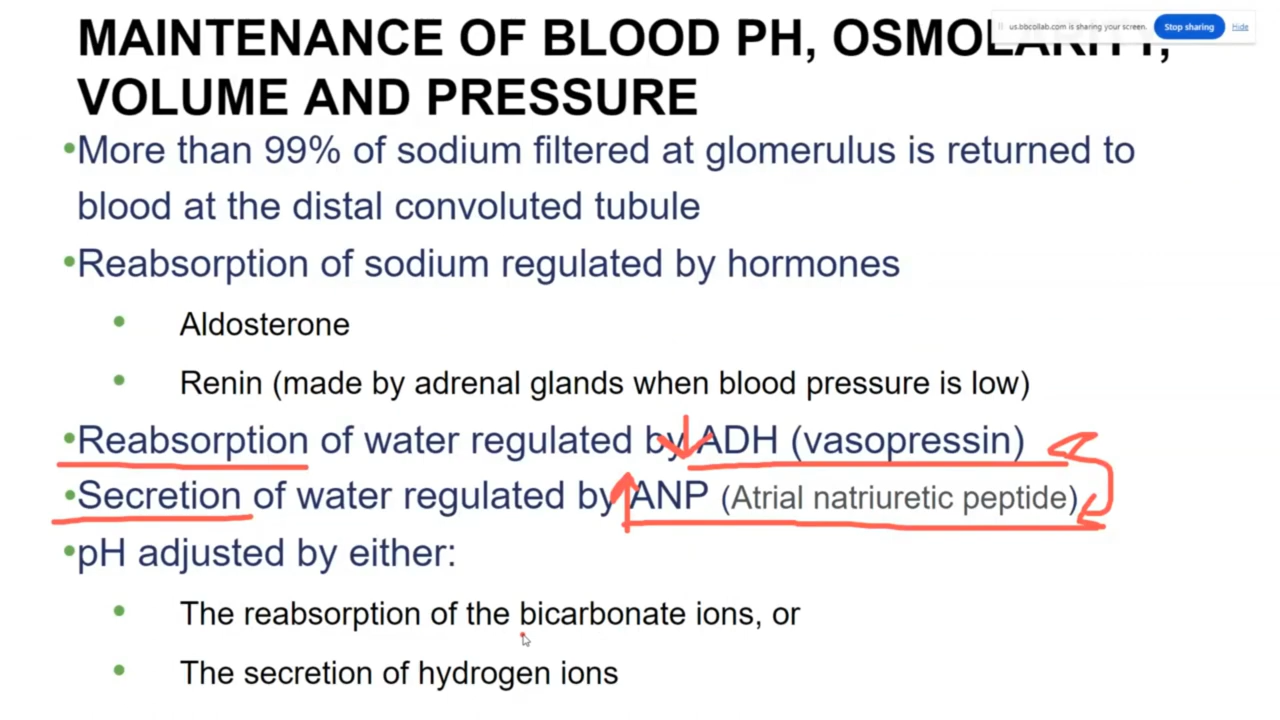 MAINTENANCE OF BLOOD PH, OSMOLARITY,
us.bbcollab.com is sharing your screen. Stop sharing Hide
VOLUME AND PRESSURE
•More than 99% of sodium filtered at glomerulus is returned to
blood at the distal convoluted tubule
•Reabsorption of sodium regulated by hormones
• Aldosterone
• Renin (made by adrenal glands when blood pressure is low)
•Reabsorption of water regulated by ADH (vasopressin)
•Secretion of water regulated by ANP (Atrial natriuretic peptide)
•pH adjusted by either:
• The reabsorption of the bicarbonate ions, or
• The secretion of hydrogen ions